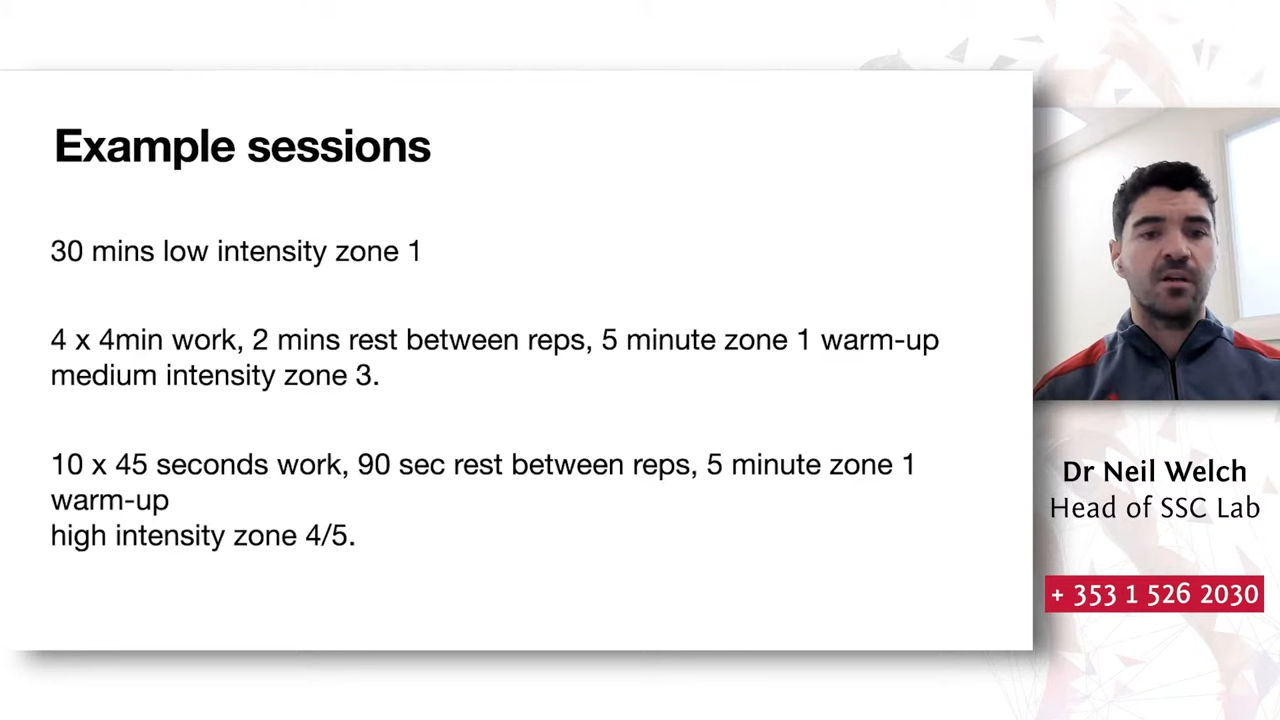 Example sessions
30 mins low intensity zone 1
4 x 4min work, 2 mins rest between reps, 5 minute zone 1 warm-up
medium intensity zone 3.
10 x 45 seconds work, 90 sec rest between reps, 5 minute zone 1
warm-up
high intensity zone 4/5.
Dr Neil Welch
Head of SSC Lab
+ 353 1 526 2030